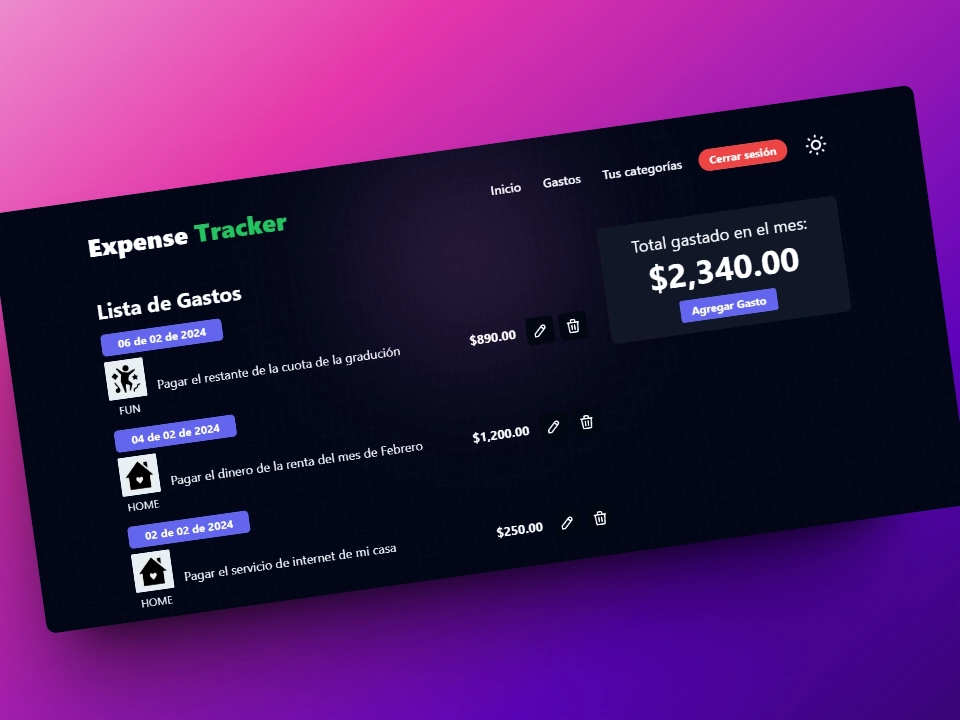 Inicio Gastos Tus categorías Cerrar sesión
Expense Tracker
Total gastado en el mes:
$2,340.00
Agregar Gasto
Lista de Gastos
06 de 02 de 2024
Pagar el restante de la cuota de la gradución $890.00
FUN
04 de 02 de 2024
Pagar el dinero de la renta del mes de Febrero $1,200.00
HOME
02 de 02 de 2024
Pagar el servicio de internet de mi casa $250.00
HOME